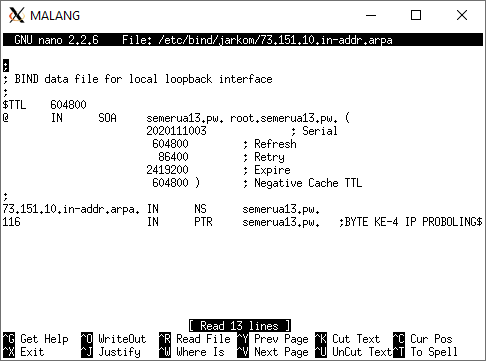 MALANG
GNU nano 2.2.6 File: /etc/bind/jarkom/73.151.10.in-addr.arpa
;
; BIND data file for local loopback interface
;
$TTL 604800
@ IN SOA semerua13.pw. root.semerua13.pw. (
2020111003 ; Serial
604800 ; Refresh
86400 ; Retry
2419200 ; Expire
604800 ) ; Negative Cache TTL
;
73.151.10.in-addr.arpa. IN NS semerua13.pw.
116 IN PTR semerua13.pw. ;BYTE KE-4 IP PROBOLING$
[ Read 13 lines ]
^G Get Help ^O WriteOut ^R Read File ^Y Prev Page ^K Cut Text ^C Cur Pos
^X Exit ^J Justify ^W Where Is ^V Next Page ^U UnCut Text ^T To Spell